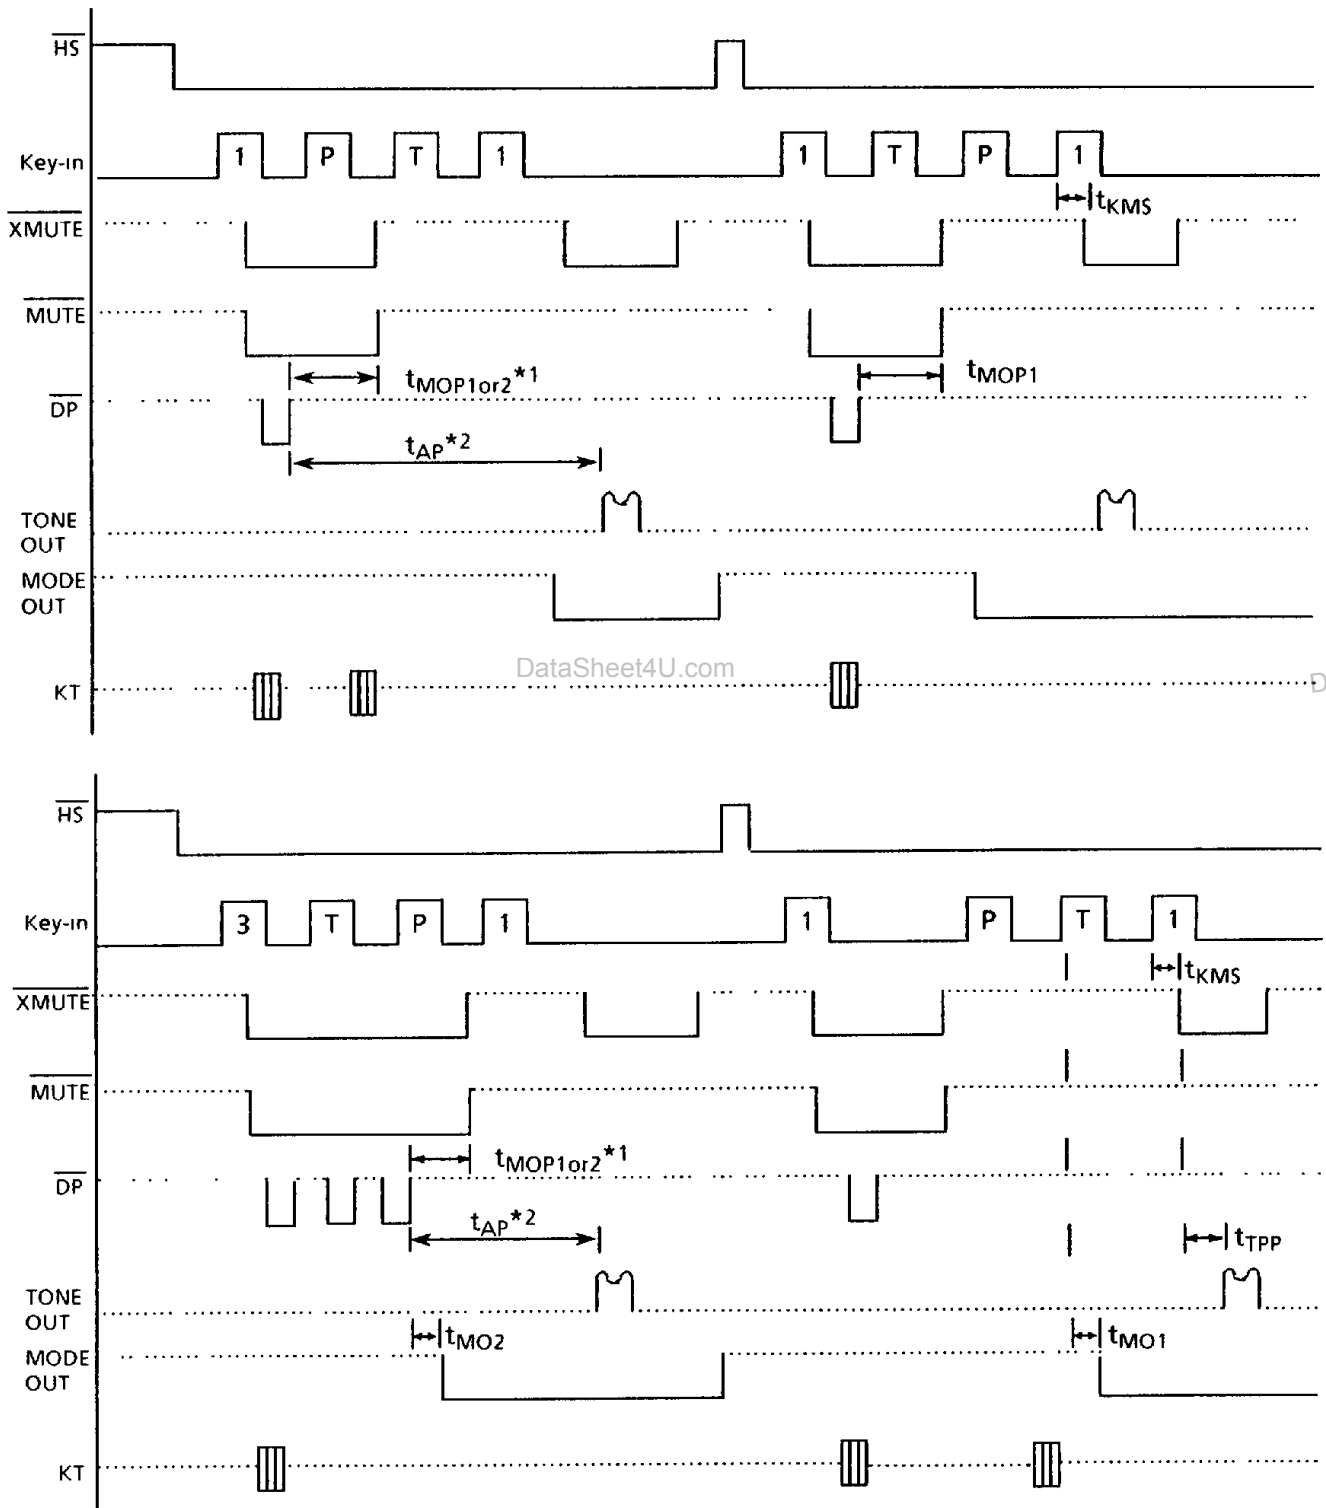 HS
Key-in
1 P T 1 1 T P 1
tKMS
XMUTE
MUTE
tMOP1or2*1
tMOP1
DP
tAP*2
TONE
OUT
MODE
OUT
DataSheet4U.com
D
KT
HS
Key-in
3 T P 1 1 P T 1
tKMS
XMUTE
MUTE
tMOP1or2*1
DP
tAP*2
tTPP
TONE
OUT
tMO2
tMO1
MODE
OUT
KT